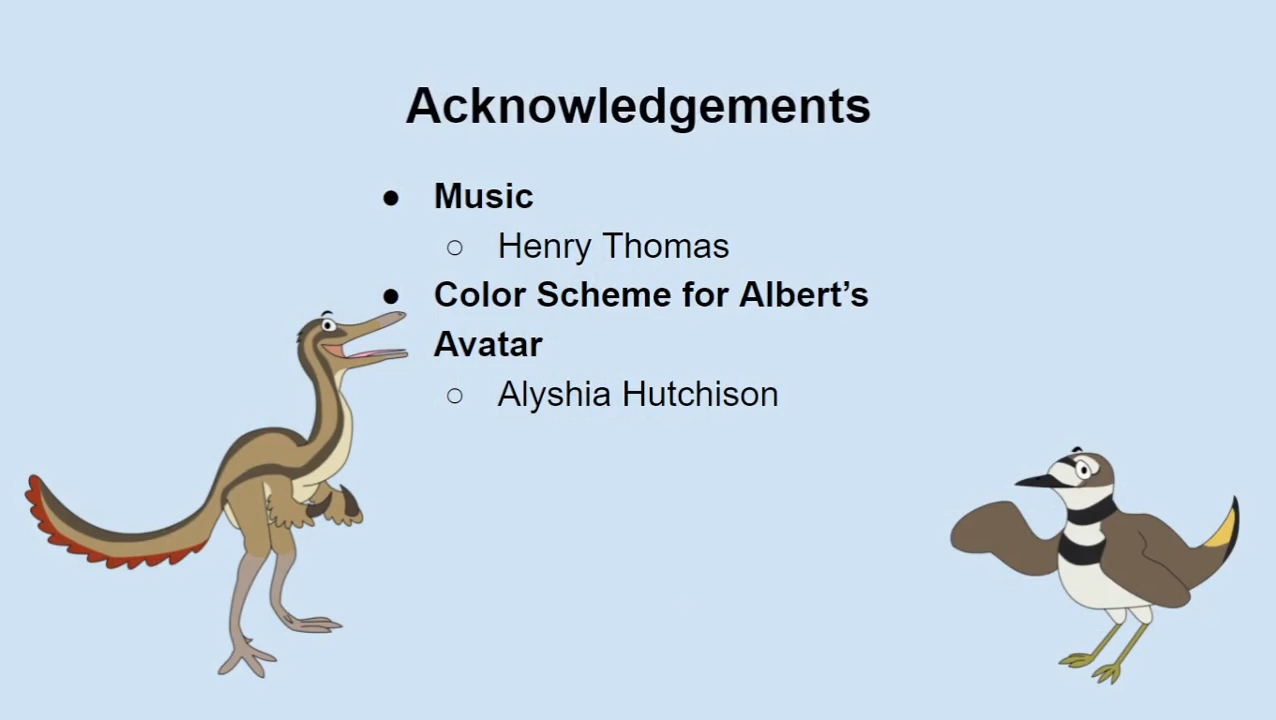 Acknowledgements
● Music
○ Henry Thomas
● Color Scheme for Albert’s
Avatar
○ Alyshia Hutchison